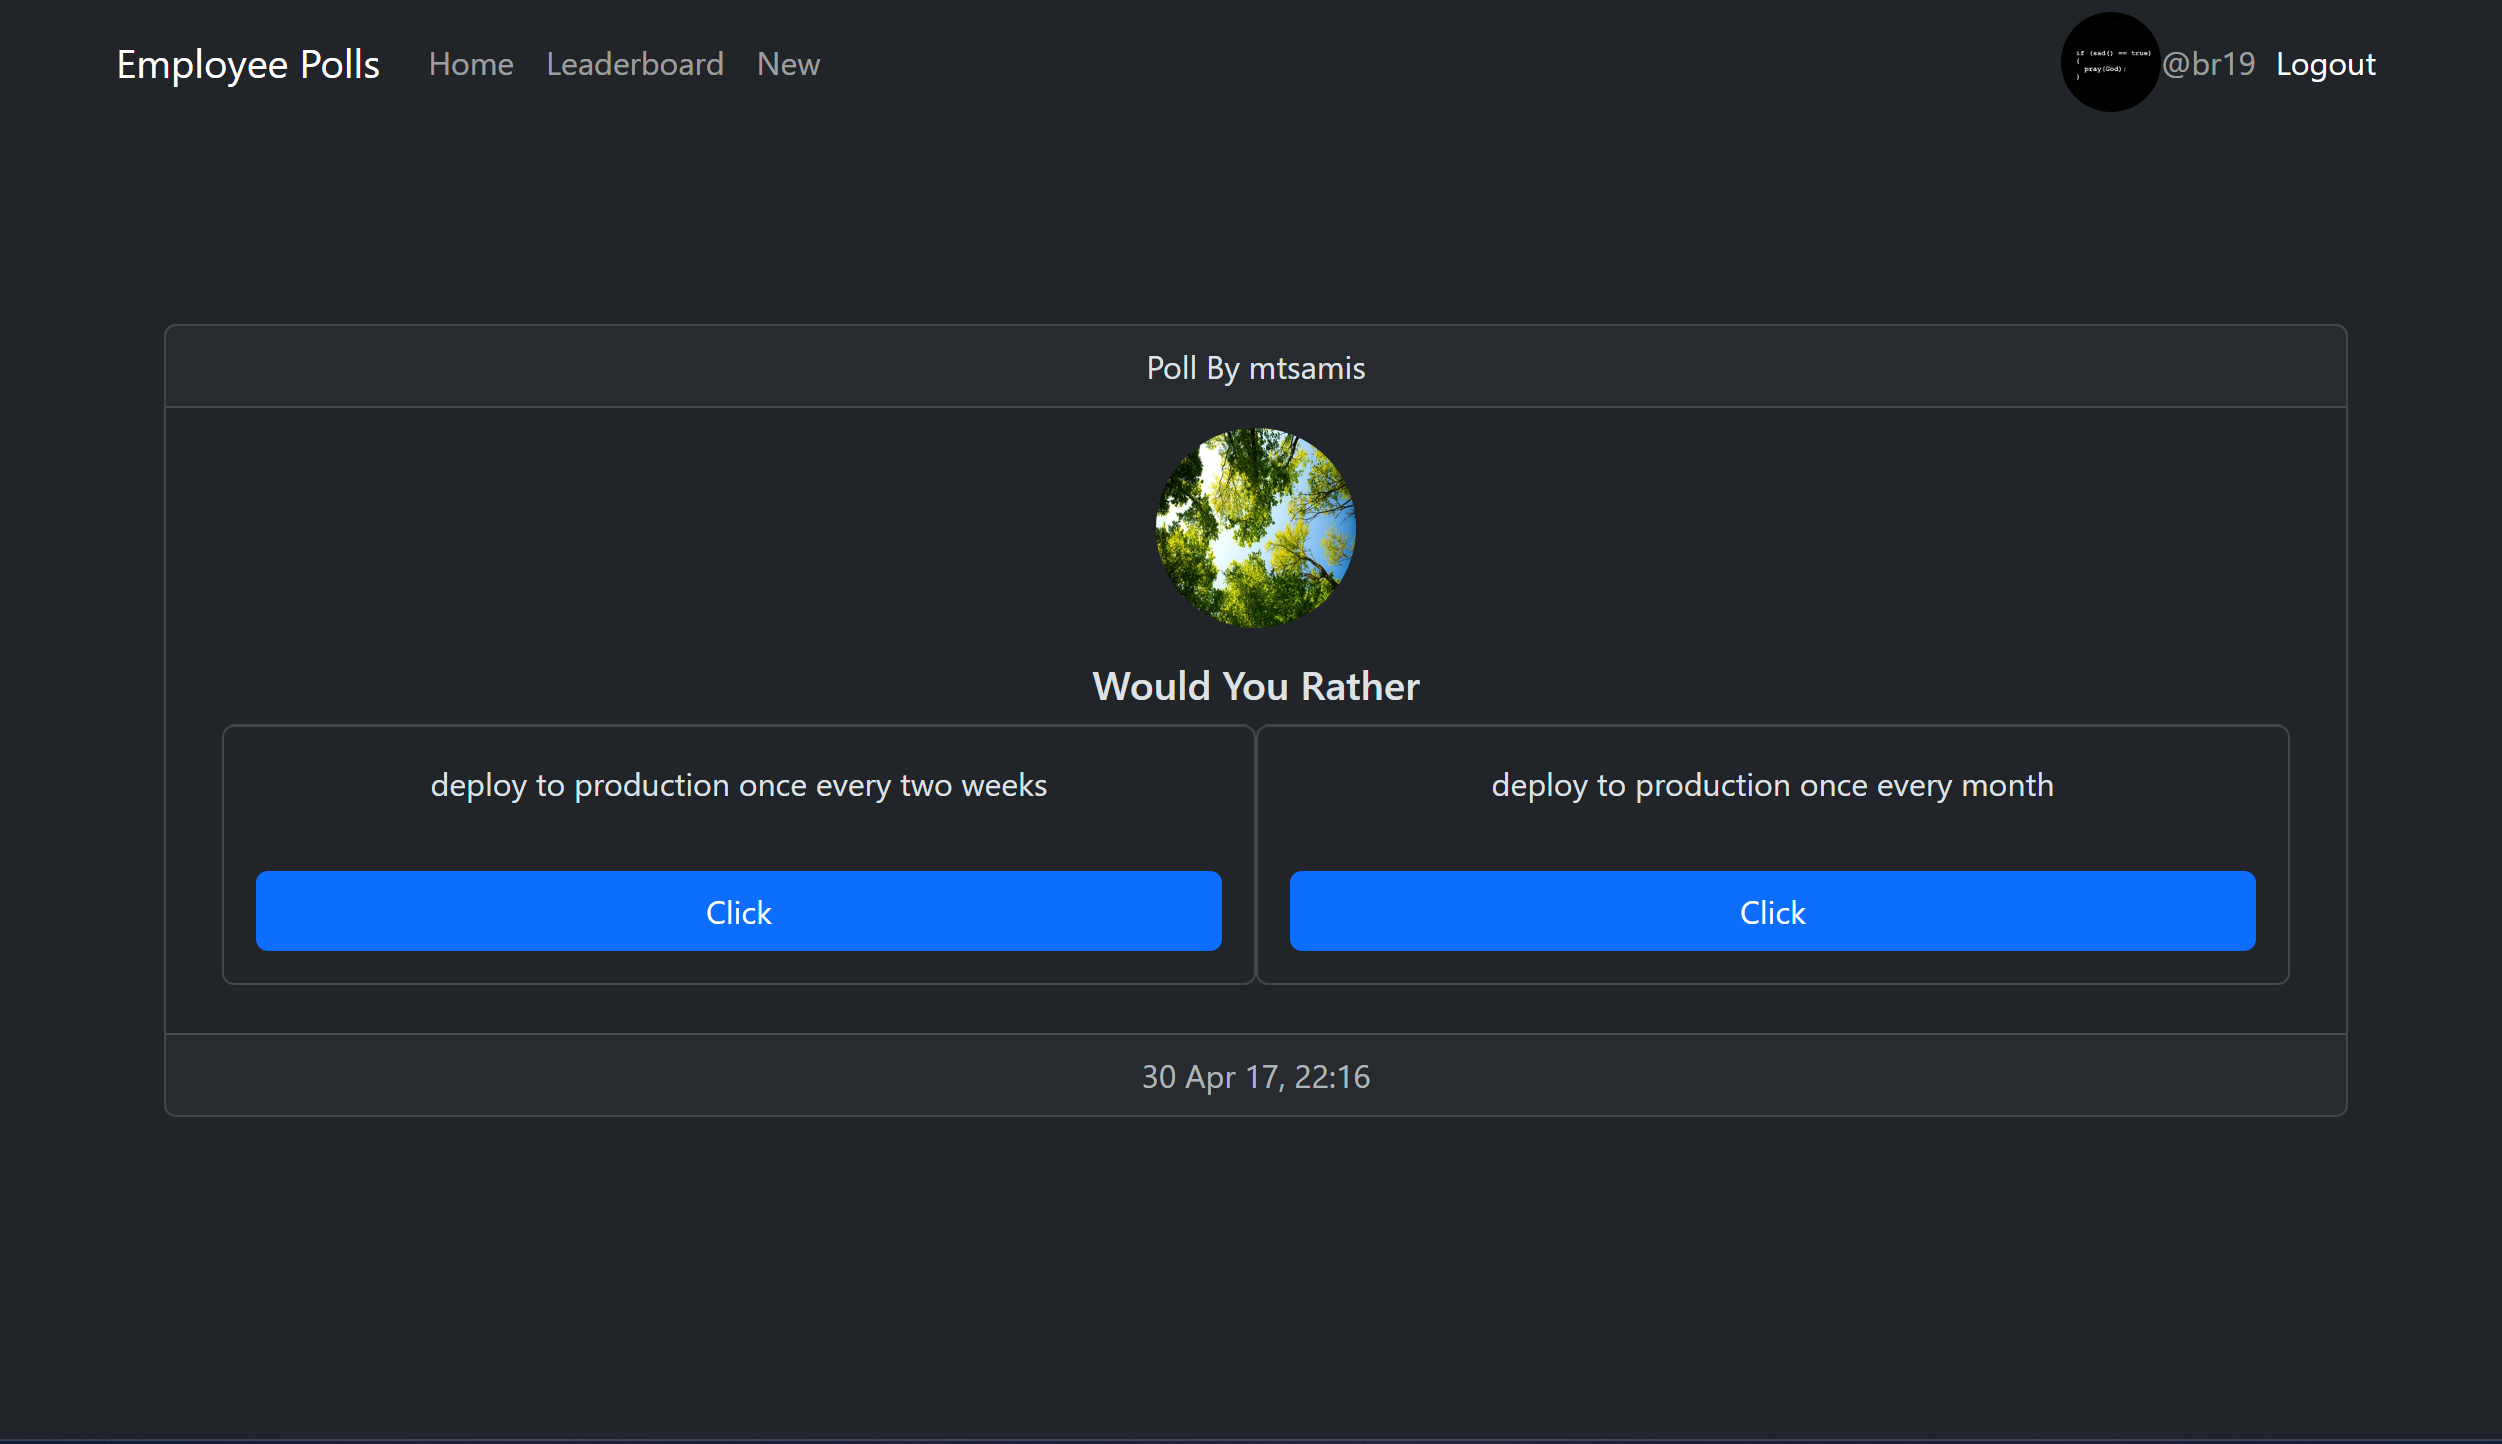 Employee Polls Home Leaderboard New
if (sad() == true)
{
pray(God);
}
@br19 Logout
Poll By mtsamis
Would You Rather
deploy to production once every two weeks
Click
deploy to production once every month
Click
30 Apr 17, 22:16